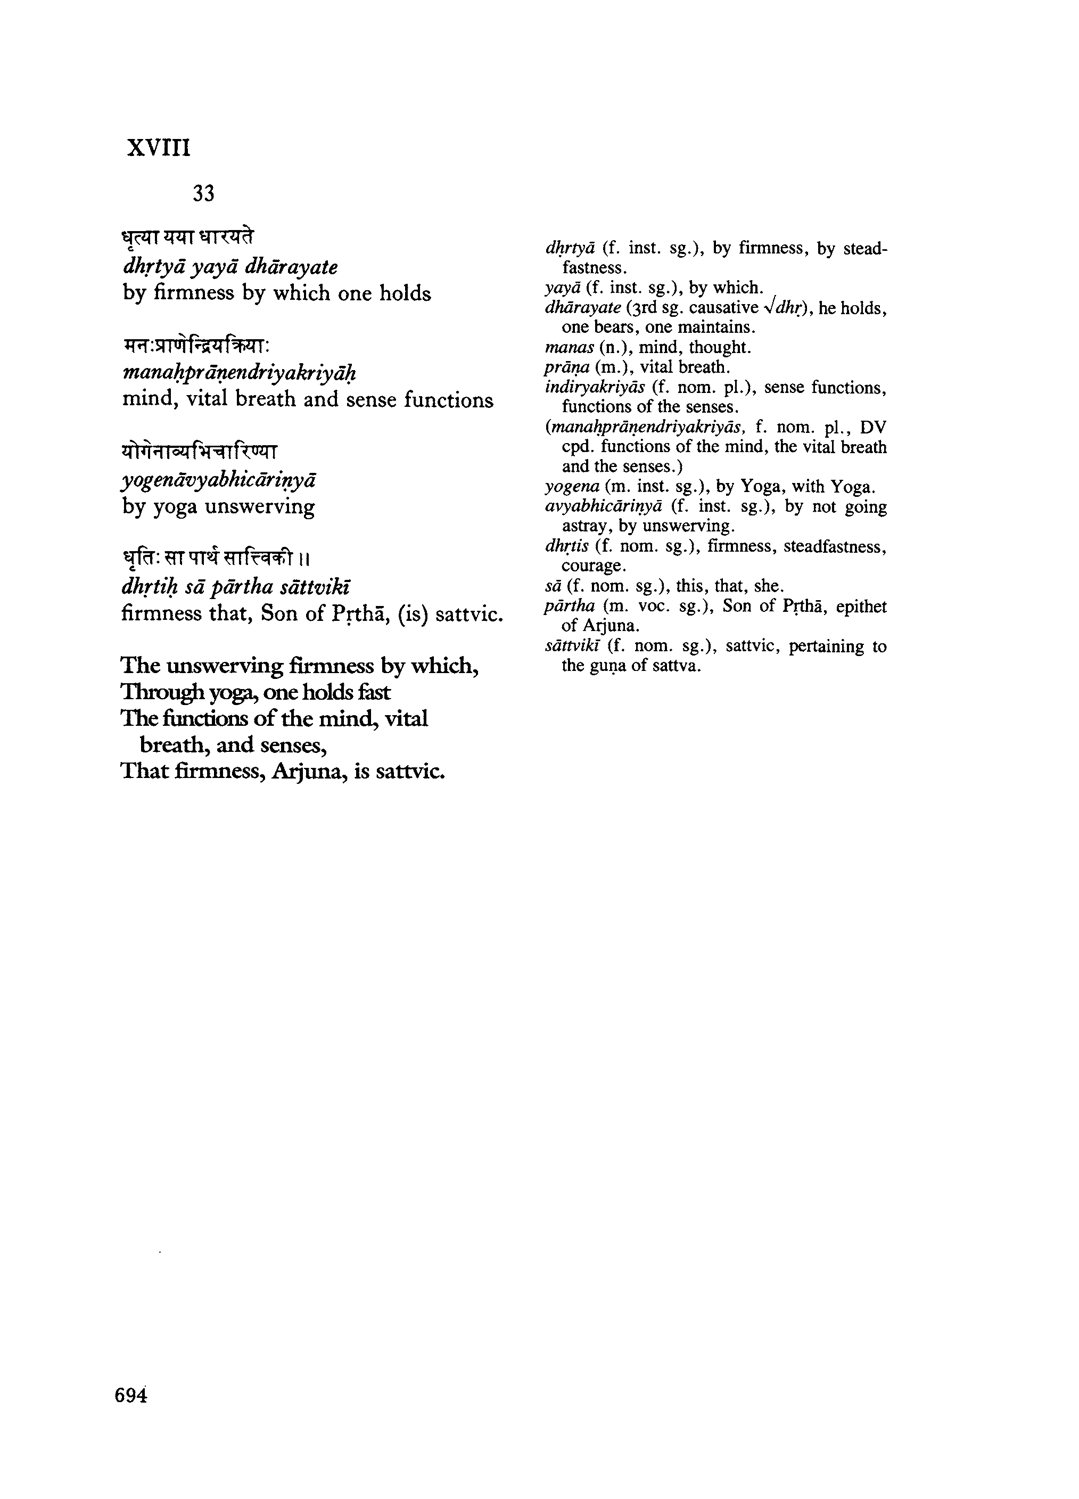 XVIII
33
धृत्या यया धारयते
dhṛtyā yayā dhārayate
by firmness by which one holds
मनःप्राणेन्द्रियक्रियाः
manaḥprāṇendriyakriyāḥ
mind, vital breath and sense functions
योगेनाव्यभिचारिण्या
yogenāvyabhicāriṇyā
by yoga unswerving
धृतिः सा पार्थ सात्त्विकी ॥
dhṛtiḥ sā pārtha sāttvikī
firmness that, Son of Pṛthā, (is) sattvic.
The unswerving firmness by which,
Through yoga, one holds fast
The functions of the mind, vital
breath, and senses,
That firmness, Arjuna, is sattvic.
dhṛtyā (f. inst. sg.), by firmness, by stead-
fastness.
yayā (f. inst. sg.), by which.
dhārayate (3rd sg. causative √dhṛ), he holds,
one bears, one maintains.
manas (n.), mind, thought.
prāṇa (m.), vital breath.
indiryakriyās (f. nom. pl.), sense functions,
functions of the senses.
(manaḥprāṇendriyakriyās, f. nom. pl., DV
cpd. functions of the mind, the vital breath
and the senses.)
yogena (m. inst. sg.), by Yoga, with Yoga.
avyabhicāriṇyā (f. inst. sg.), by not going
astray, by unswerving.
dhṛtis (f. nom. sg.), firmness, steadfastness,
courage.
sā (f. nom. sg.), this, that, she.
pārtha (m. voc. sg.), Son of Pṛthā, epithet
of Arjuna.
sāttvikī (f. nom. sg.), sattvic, pertaining to
the guṇa of sattva.
694